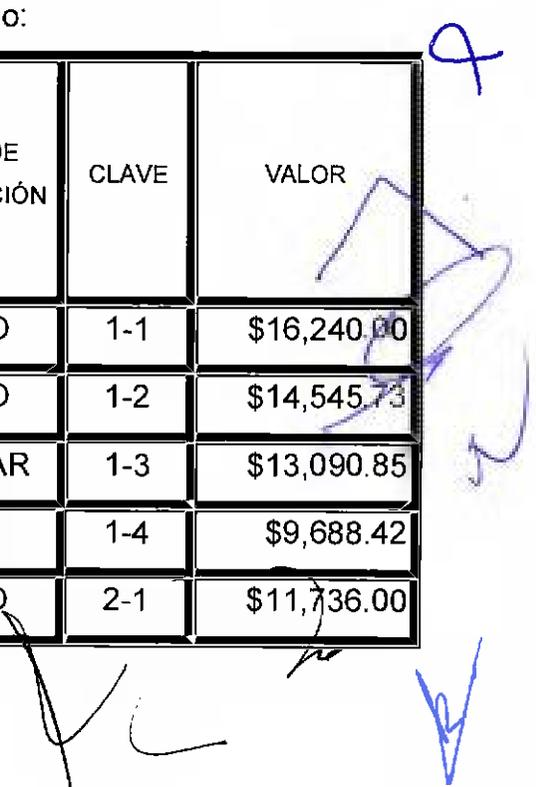 o:
DE
CIÓN CLAVE VALOR
O 1-1 $16,240.00
O 1-2 $14,545.73
AR 1-3 $13,090.85
1-4 $9,688.42
O 2-1 $11,736.00